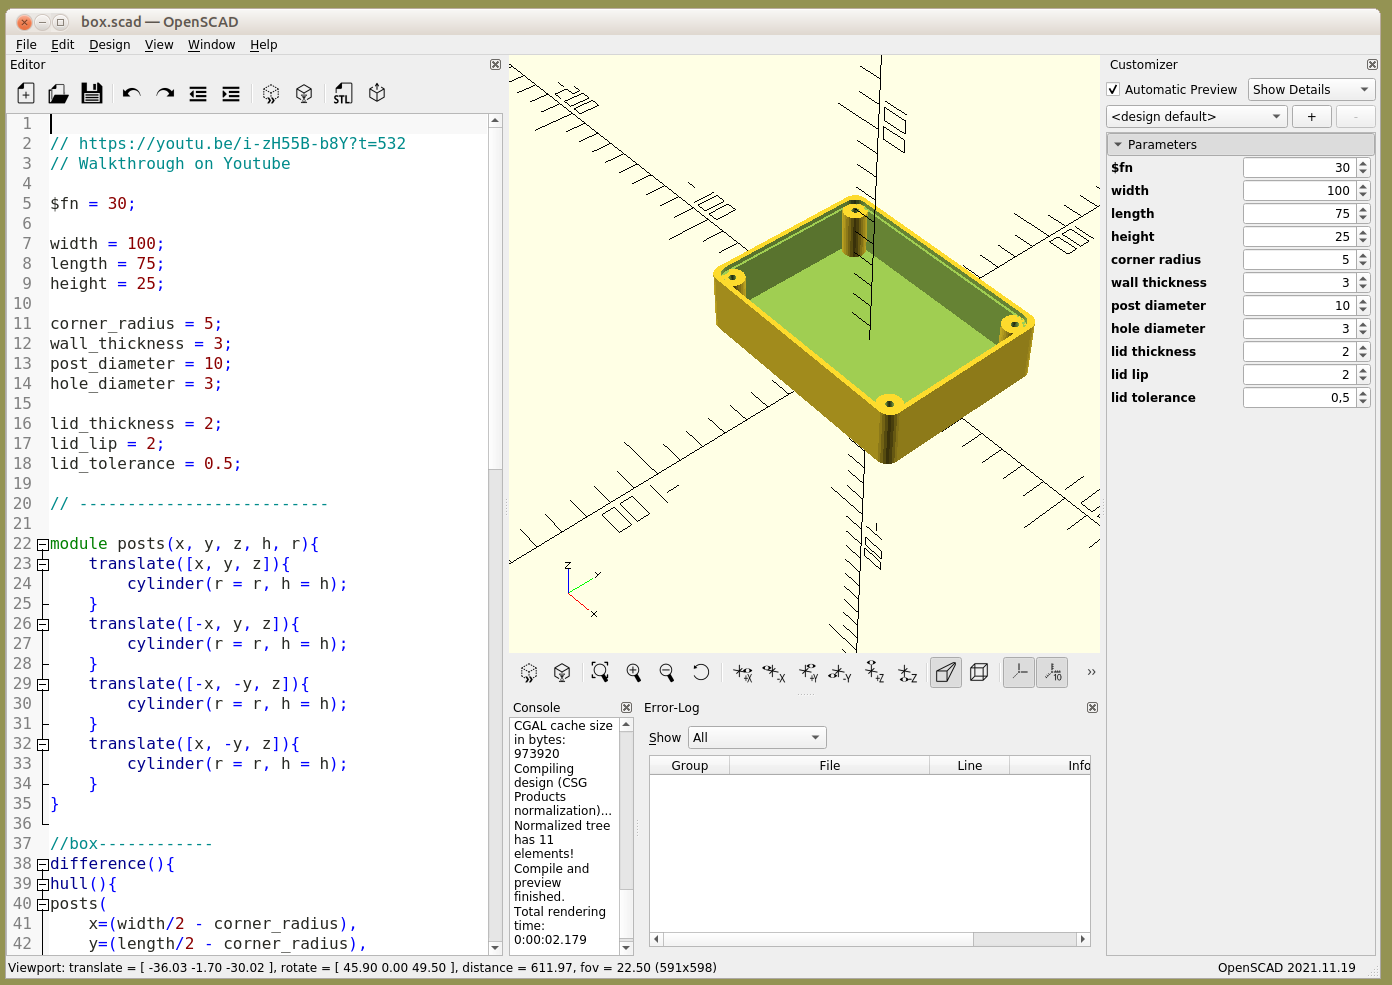 box.scad — OpenSCAD
File Edit Design View Window Help
Editor
STL
1
2 // https://youtu.be/i-zH55B-b8Y?t=532
3 // Walkthrough on Youtube
4
5 $fn = 30;
6
7 width = 100;
8 length = 75;
9 height = 25;
10
11 corner_radius = 5;
12 wall_thickness = 3;
13 post_diameter = 10;
14 hole_diameter = 3;
15
16 lid_thickness = 2;
17 lid_lip = 2;
18 lid_tolerance = 0.5;
19
20 // --------------------------
21
22 module posts(x, y, z, h, r){
23     translate([x, y, z]){
24         cylinder(r = r, h = h);
25     }
26     translate([-x, y, z]){
27         cylinder(r = r, h = h);
28     }
29     translate([-x, -y, z]){
30         cylinder(r = r, h = h);
31     }
32     translate([x, -y, z]){
33         cylinder(r = r, h = h);
34     }
35 }
36
37 //box------------
38 difference(){
39 hull(){
40 posts(
41     x=(width/2 - corner_radius),
42     y=(length/2 - corner_radius),
z
y
x
+X -X +Y -Y +Z -Z 10 »
Console
CGAL cache size
in bytes:
973920
Compiling
design (CSG
Products
normalization)...
Normalized tree
has 11
elements!
Compile and
preview
finished.
Total rendering
time:
0:00:02.179
Error-Log
Show All
Group File Line Info
Customizer
Automatic Preview Show Details
<design default> + -
Parameters
$fn 30
width 100
length 75
height 25
corner radius 5
wall thickness 3
post diameter 10
hole diameter 3
lid thickness 2
lid lip 2
lid tolerance 0,5
Viewport: translate = [ -36.03 -1.70 -30.02 ], rotate = [ 45.90 0.00 49.50 ], distance = 611.97, fov = 22.50 (591x598)
OpenSCAD 2021.11.19